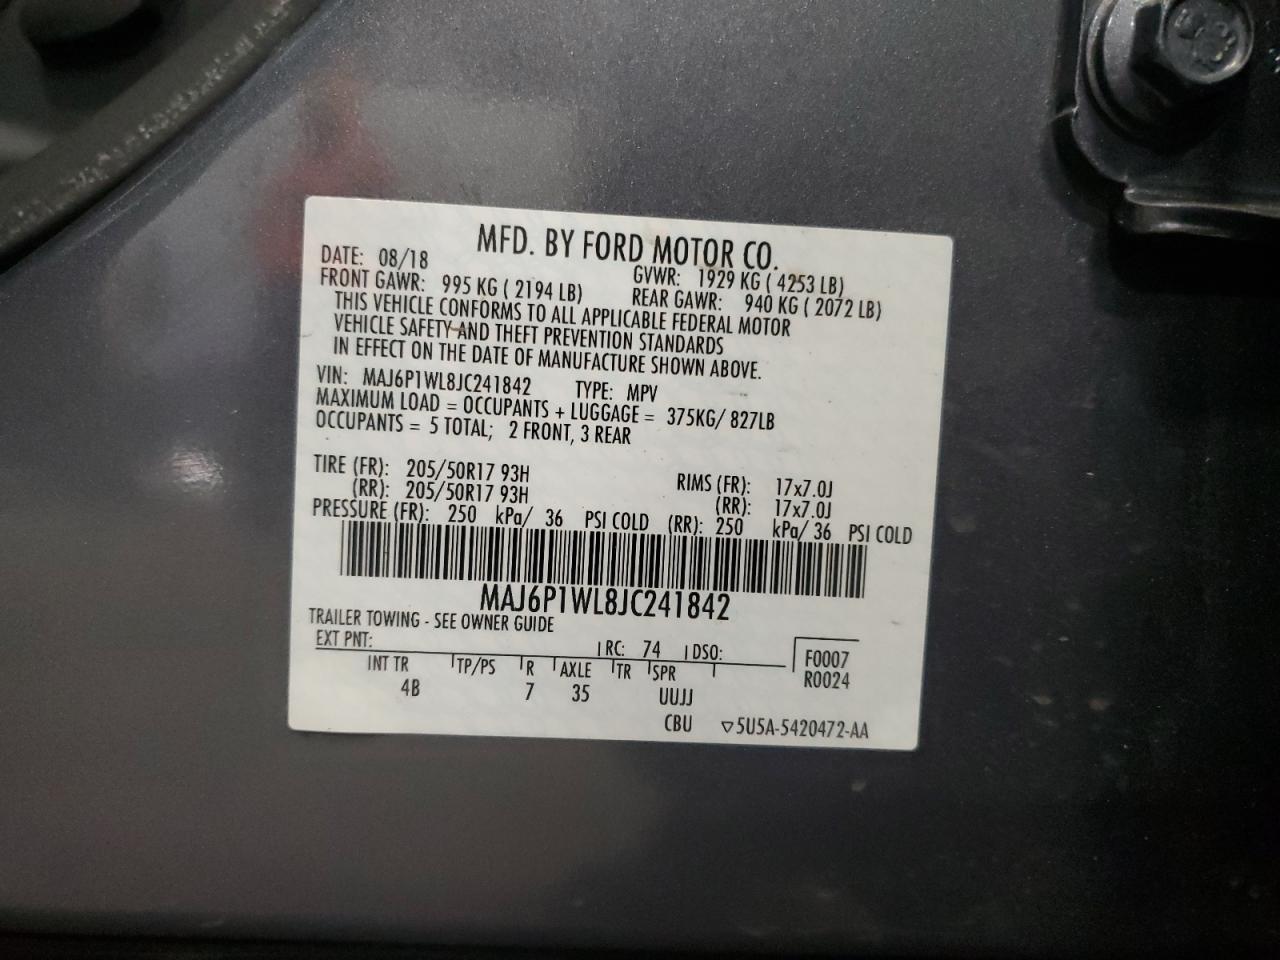 MFD. BY FORD MOTOR CO.
DATE: 08/18 GVWR: 1929 KG ( 4253 LB)
FRONT GAWR: 995 KG ( 2194 LB) REAR GAWR: 940 KG ( 2072 LB)
THIS VEHICLE CONFORMS TO ALL APPLICABLE FEDERAL MOTOR
VEHICLE SAFETY AND THEFT PREVENTION STANDARDS
IN EFFECT ON THE DATE OF MANUFACTURE SHOWN ABOVE.
VIN: MAJ6P1WL8JC241842 TYPE: MPV
MAXIMUM LOAD = OCCUPANTS + LUGGAGE = 375KG/ 827LB
OCCUPANTS = 5 TOTAL; 2 FRONT, 3 REAR
TIRE (FR): 205/50R17 93H RIMS (FR): 17x7.0J
(RR): 205/50R17 93H (RR): 17x7.0J
PRESSURE (FR): 250 kPa/ 36 PSI COLD (RR): 250 kPa/ 36 PSI COLD
MAJ6P1WL8JC241842
TRAILER TOWING - SEE OWNER GUIDE
EXT PNT: RC: 74 DSO: F0007
INT TR TP/PS R AXLE TR SPR R0024
4B 7 35 UUJJ
CBU ▽5U5A-5420472-AA